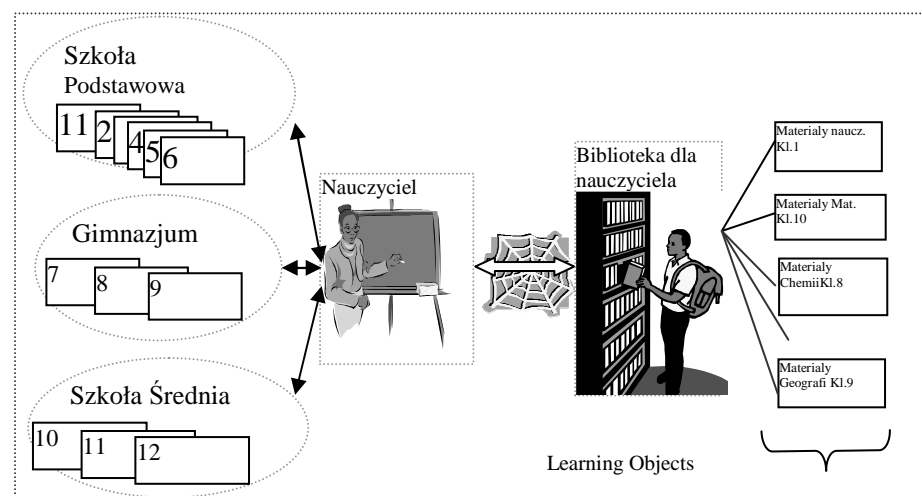 Szkoła
Podstawowa
11
2
4
5
6
Gimnazjum
7
8
9
Szkoła Średnia
10
11
12
Nauczyciel
Biblioteka dla
nauczyciela
Materialy naucz.
Kl.1
Materialy Mat.
Kl.10
Materialy
ChemiiKl.8
Materialy
Geografi Kl.9
Learning Objects